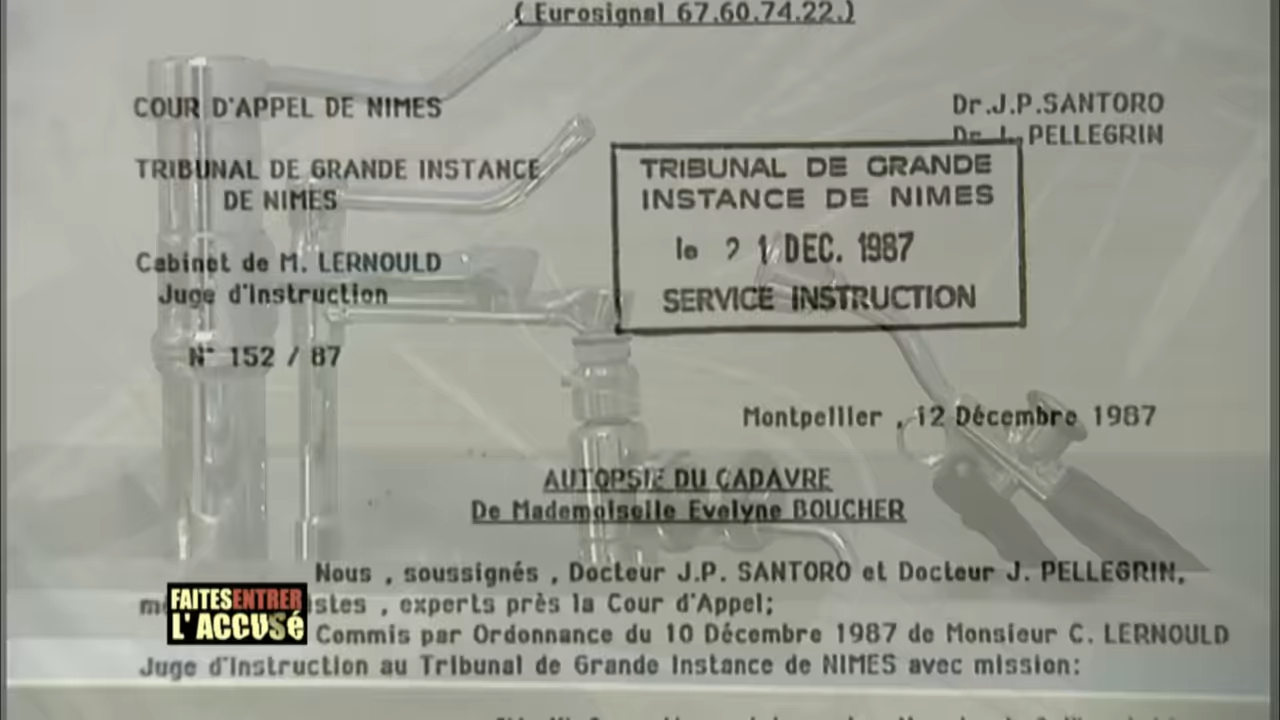 ( Eurosignal 67.60.74.22.)
COUR D'APPEL DE NIMES
Dr.J.P.SANTORO
PELLEGRIN
TRIBUNAL DE GRANDE INSTANCE
DE NIMES
TRIBUNAL DE GRANDE
INSTANCE DE NIMES
le 21 DEC. 1987
SERVICE INSTRUCTION
Cabinet de M. LERNOULD
Juge d'Instruction
N° 152 / 87
Montpellier , 12 Décembre 1987
AUTOPSIE DU CADAVRE
De Mademoiselle Evelyne BOUCHER
Nous , soussignés , Docteur J.P. SANTORO et Docteur J. PELLEGRIN,
istes , experts près la Cour d'Appel;
Commis par Ordonnance du 10 Décembre 1987 de Monsieur C. LERNOULD
Juge d'Instruction au Tribunal de Grande Instance de NIMES avec mission:
FAITES ENTRER
L'ACCUSÉ